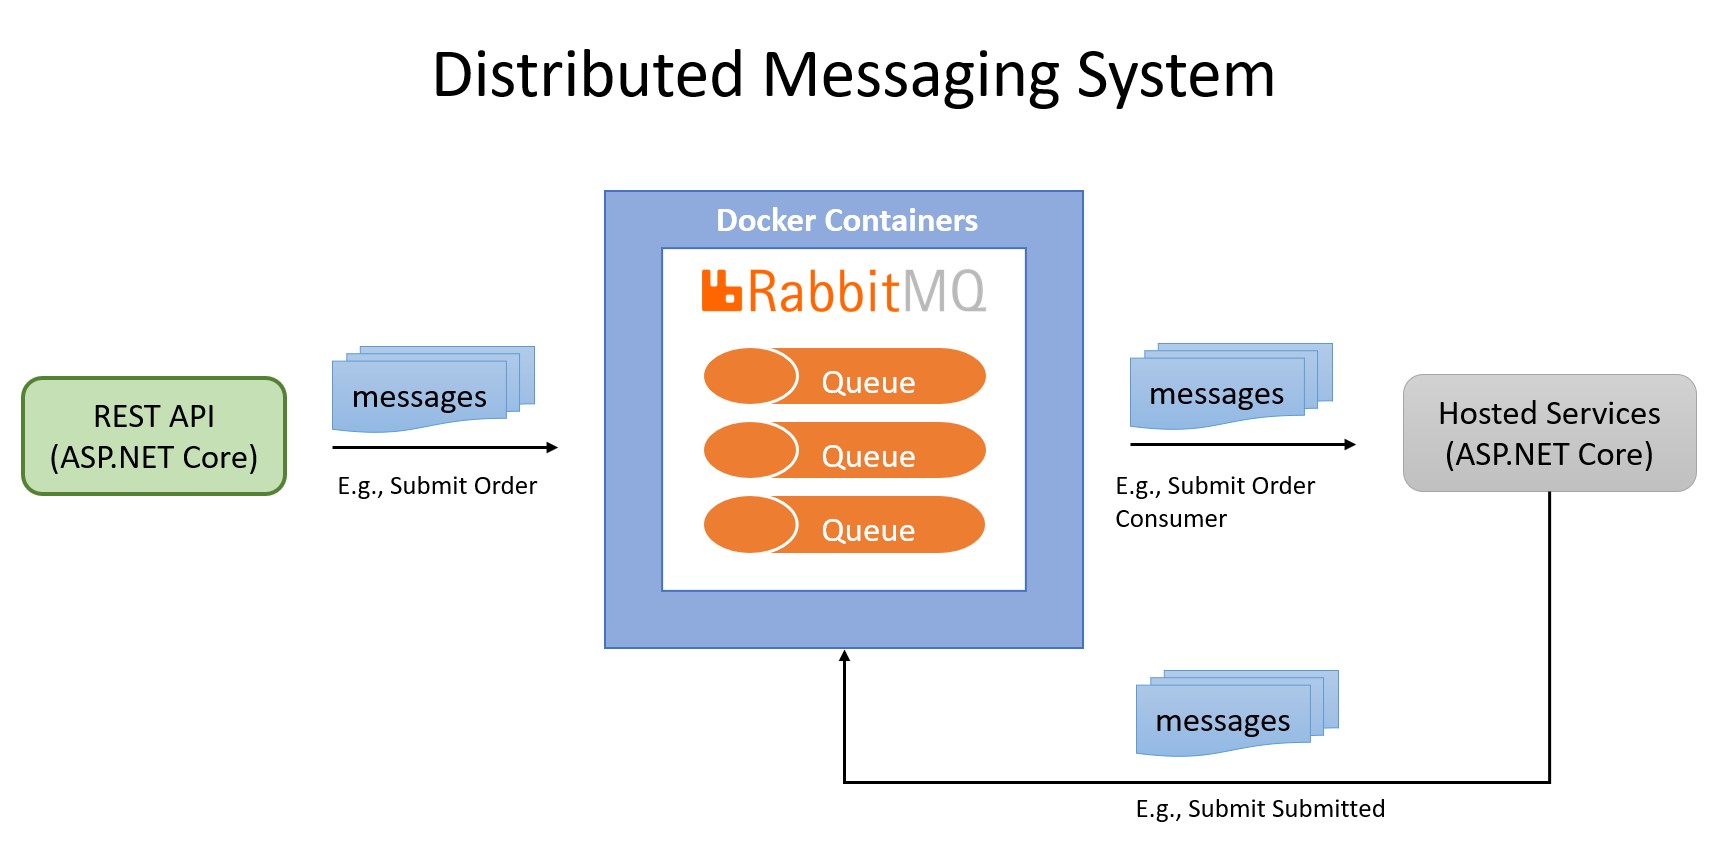 Distributed Messaging System
Docker Containers
RabbitMQ
messages
REST API
(ASP.NET Core)
E.g., Submit Order
Queue
Queue
Queue
messages
E.g., Submit Order
Consumer
Hosted Services
(ASP.NET Core)
messages
E.g., Submit Submitted